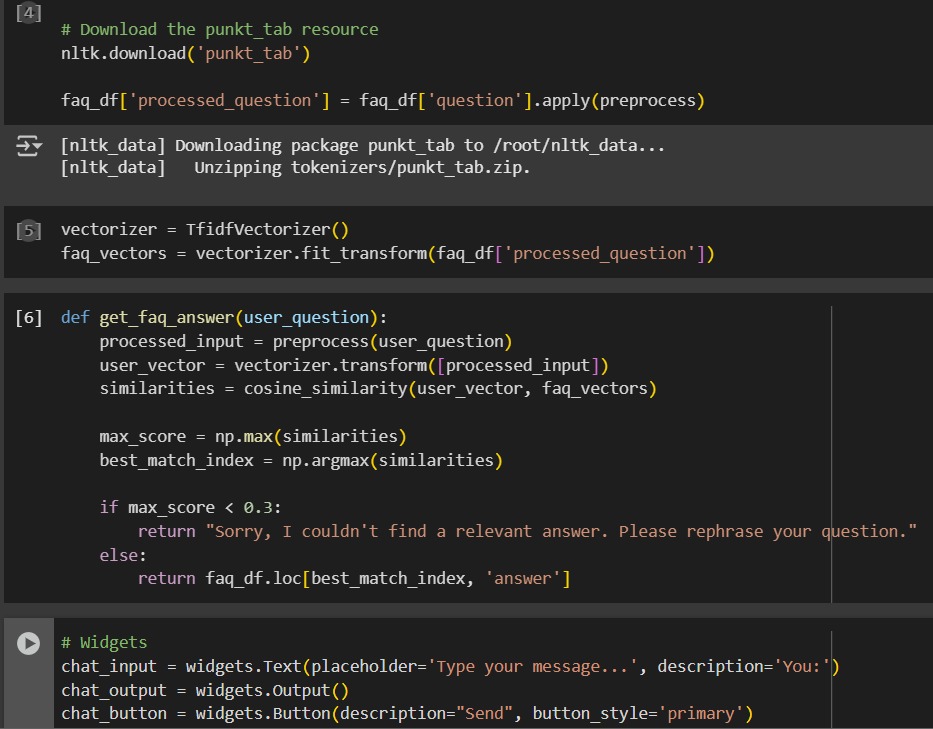 [4]
# Download the punkt_tab resource
nltk.download('punkt_tab')
faq_df['processed_question'] = faq_df['question'].apply(preprocess)
[nltk_data] Downloading package punkt_tab to /root/nltk_data...
[nltk_data]   Unzipping tokenizers/punkt_tab.zip.
[5] vectorizer = TfidfVectorizer()
faq_vectors = vectorizer.fit_transform(faq_df['processed_question'])
[6] def get_faq_answer(user_question):
    processed_input = preprocess(user_question)
    user_vector = vectorizer.transform([processed_input])
    similarities = cosine_similarity(user_vector, faq_vectors)
    max_score = np.max(similarities)
    best_match_index = np.argmax(similarities)
    if max_score < 0.3:
        return "Sorry, I couldn't find a relevant answer. Please rephrase your question."
    else:
        return faq_df.loc[best_match_index, 'answer']
# Widgets
chat_input = widgets.Text(placeholder='Type your message...', description='You:')
chat_output = widgets.Output()
chat_button = widgets.Button(description="Send", button_style='primary')